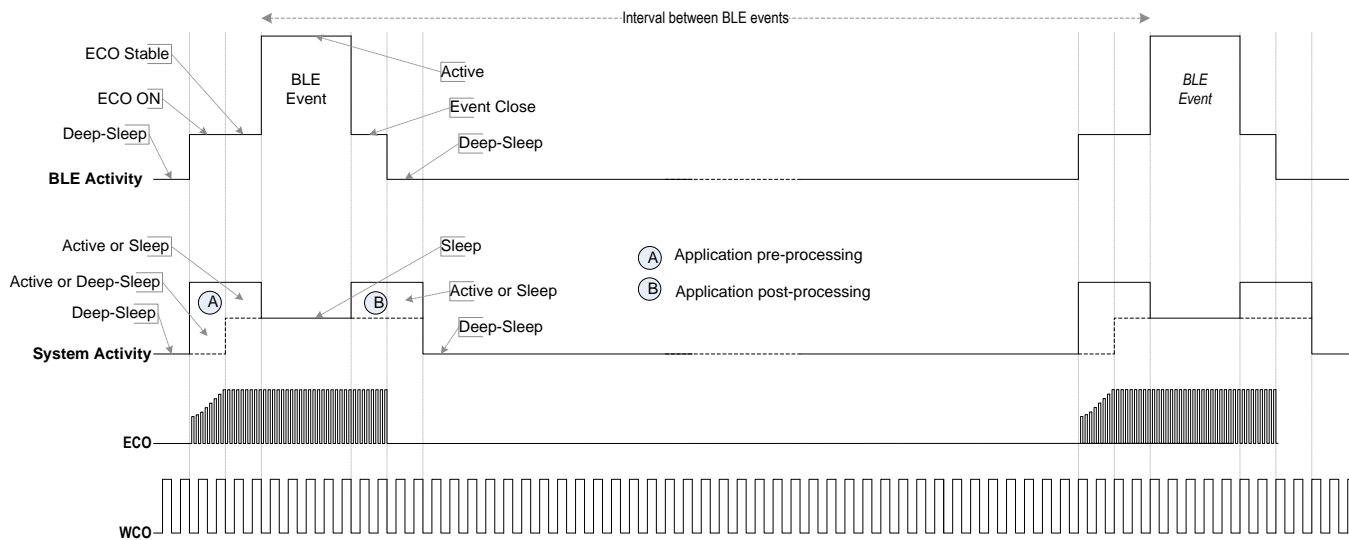 Interval between BLE events
ECO Stable
Active
BLE
Event
BLE
Event
ECO ON
Event Close
Deep-Sleep
Deep-Sleep
BLE Activity
Active or Sleep
Sleep
A Application pre-processing
Active or Deep-Sleep
A
B
Active or Sleep
B Application post-processing
Deep-Sleep
Deep-Sleep
System Activity
ECO
WCO